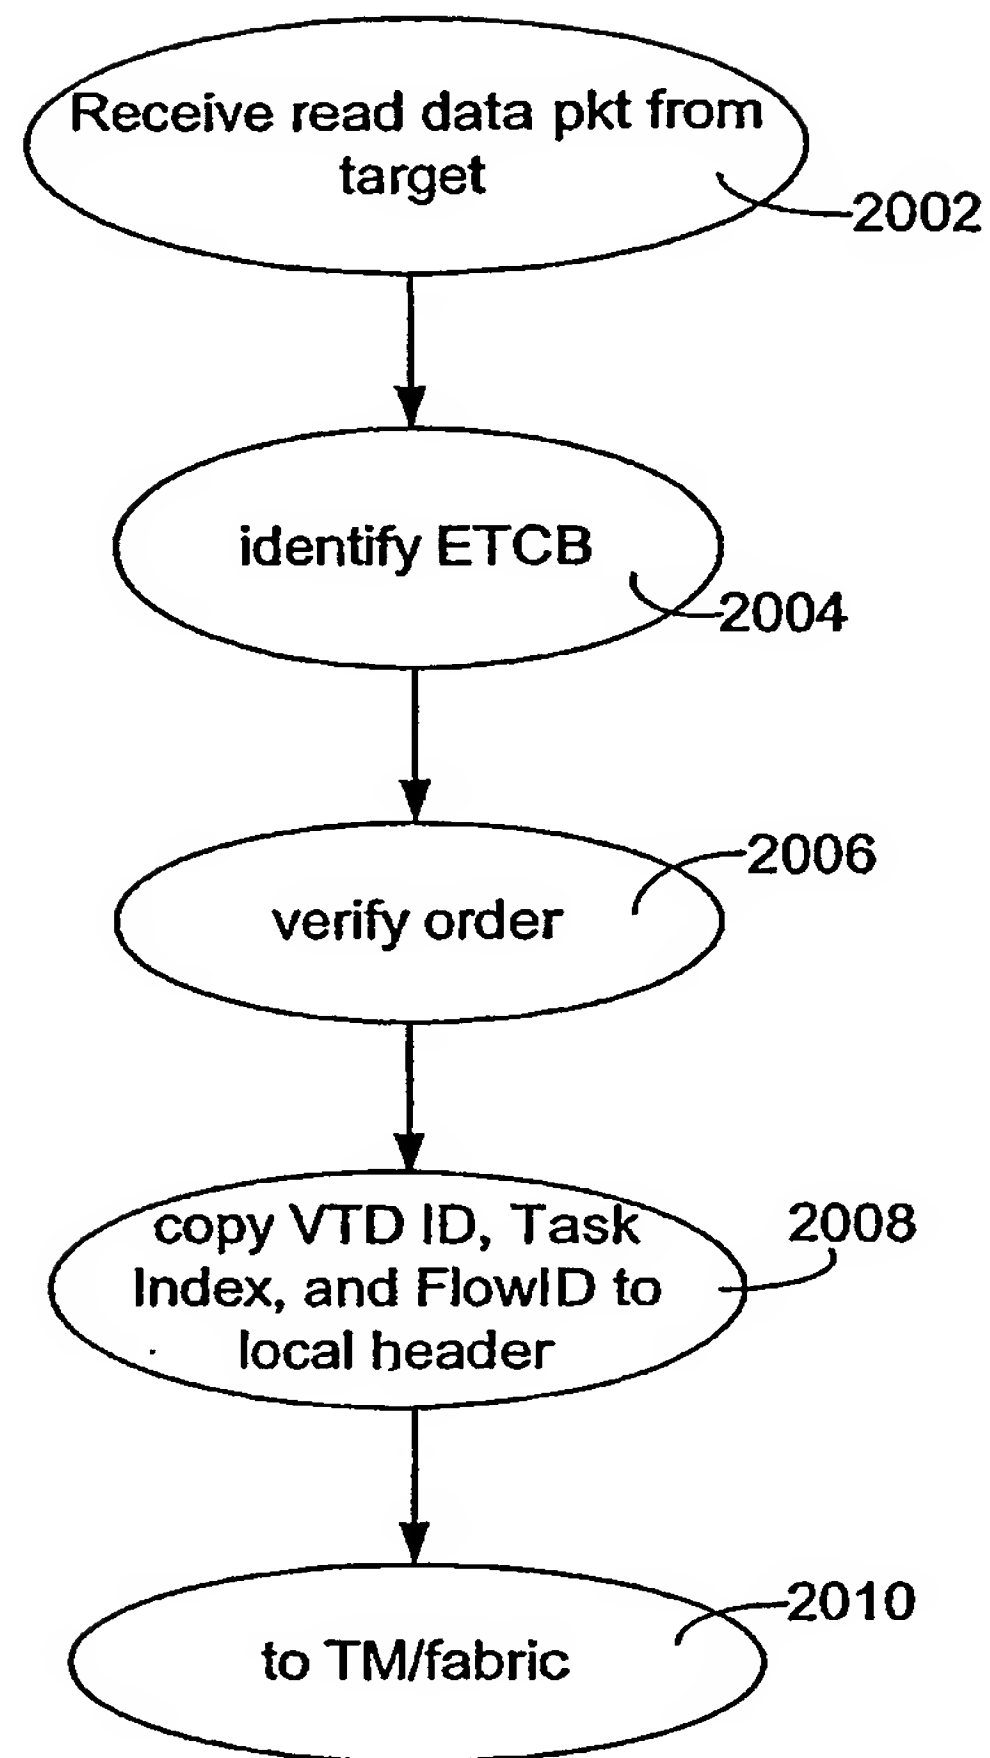 Receive read data pkt from
target
2002
identify ETCB
2004
2006
verify order
copy VTD ID, Task
Index, and FlowID to
local header
2008
2010
to TM/fabric